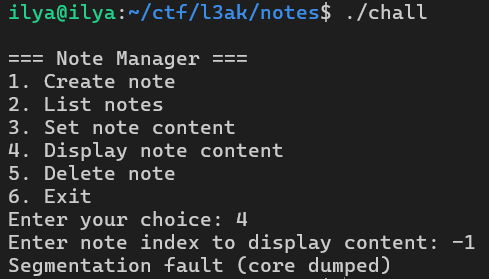 ilya@ilya:~/ctf/l3ak/notes$ ./chall
=== Note Manager ===
1. Create note
2. List notes
3. Set note content
4. Display note content
5. Delete note
6. Exit
Enter your choice: 4
Enter note index to display content: -1
Segmentation fault (core dumped)